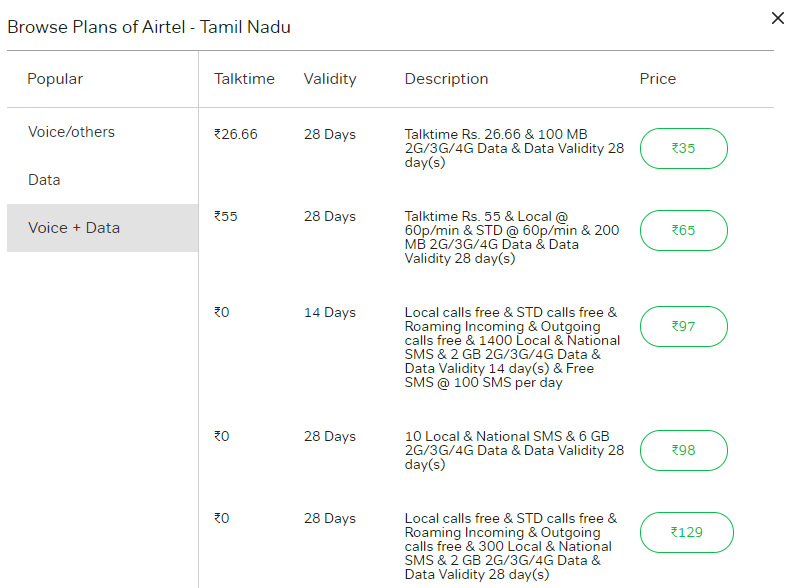 Browse Plans of Airtel - Tamil Nadu
Popular
Talktime Validity Description Price
Voice/others
Data
Voice + Data
₹26.66 28 Days Talktime Rs. 26.66 & 100 MB ₹35
2G/3G/4G Data & Data Validity 28
day(s)
₹55 28 Days Talktime Rs. 55 & Local @ ₹65
60p/min & STD @ 60p/min & 200
MB 2G/3G/4G Data & Data
Validity 28 day(s)
₹0 14 Days Local calls free & STD calls free & ₹97
Roaming Incoming & Outgoing
calls free & 1400 Local & National
SMS & 2 GB 2G/3G/4G Data &
Data Validity 14 day(s) & Free
SMS @ 100 SMS per day
₹0 28 Days 10 Local & National SMS & 6 GB ₹98
2G/3G/4G Data & Data Validity 28
day(s)
₹0 28 Days Local calls free & STD calls free & ₹129
Roaming Incoming & Outgoing
calls free & 300 Local & National
SMS & 2 GB 2G/3G/4G Data &
Data Validity 28 day(s)